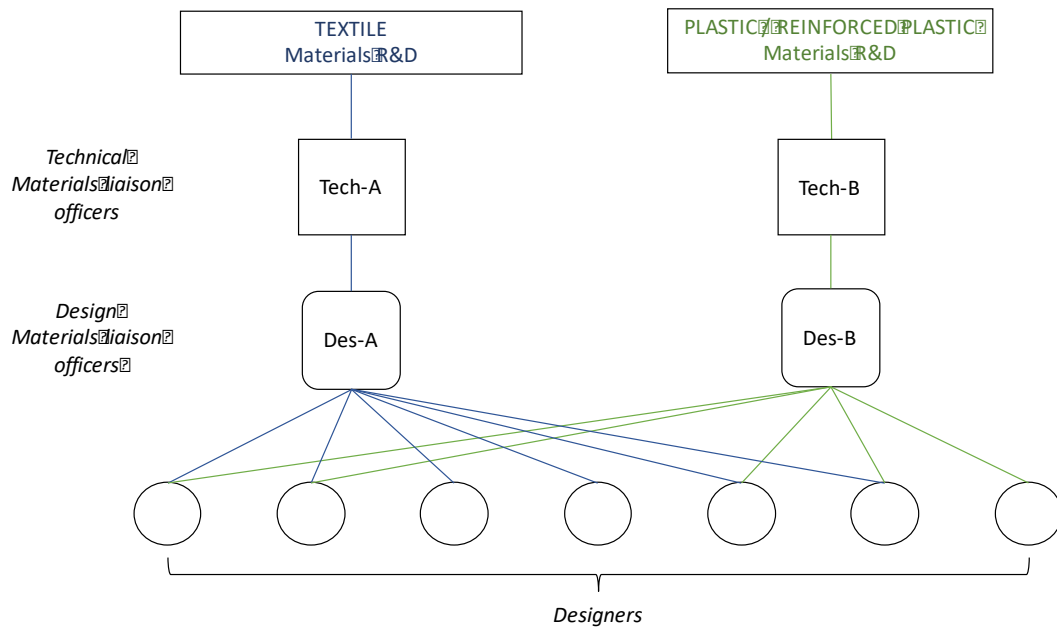 TEXTILE
Materials R&D
PLASTIC / REINFORCED PLASTIC
Materials R&D
Technical
Materials liaison
officers
Tech-A
Tech-B
Design
Materials liaison
officers
Des-A
Des-B
Designers